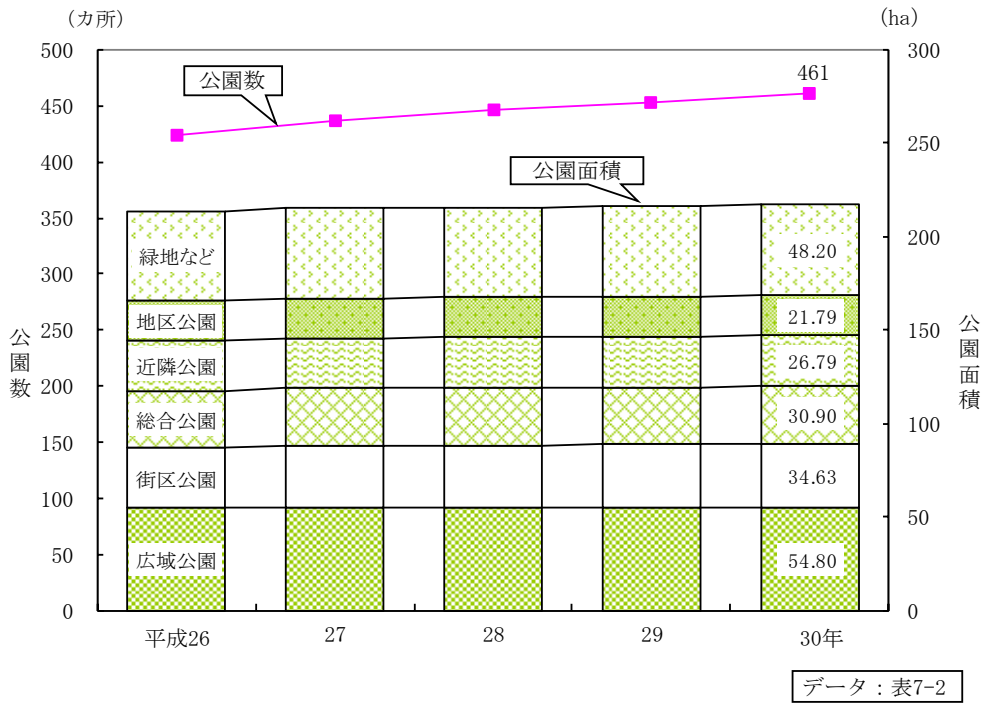 (カ所)
(ha)
500
450
400
350
300
250
200
150
100
50
0
300
250
200
150
100
50
0
公園数
公園面積
公園数
461
公園面積
緑地など
48.20
地区公園
21.79
近隣公園
26.79
総合公園
30.90
街区公園
34.63
広域公園
54.80
平成26
27
28
29
30年
データ：表7-2